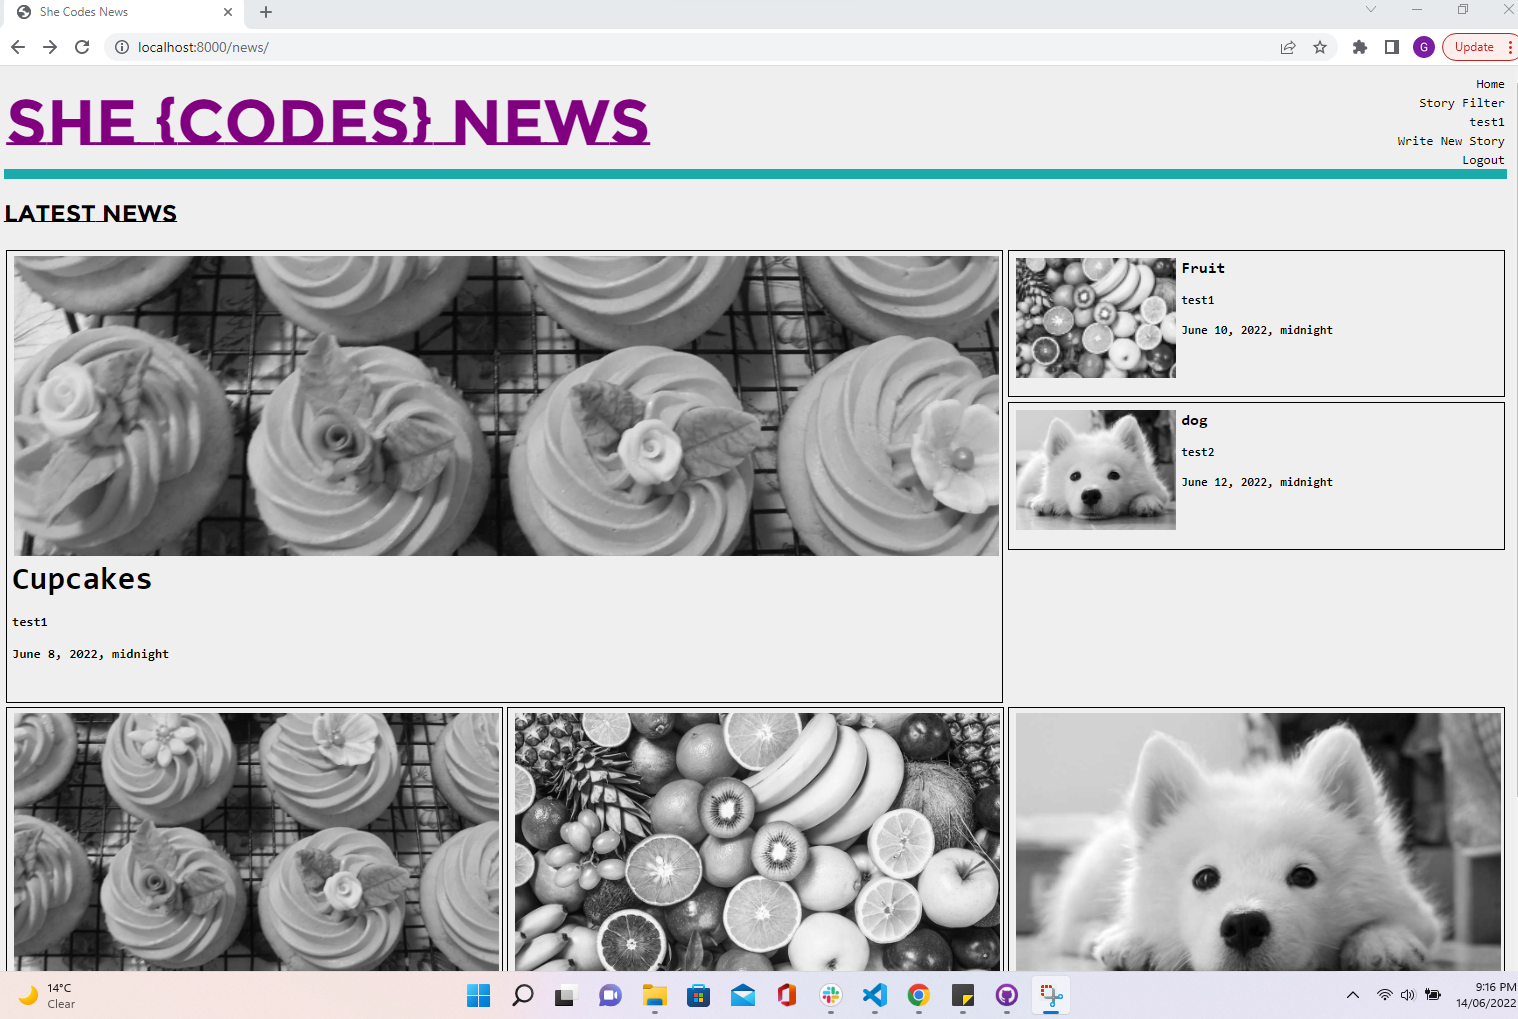 She Codes News
localhost:8000/news/
G
Update
SHE {CODES} NEWS
Home
Story Filter
test1
Write New Story
Logout
LATEST NEWS
Cupcakes
test1
June 8, 2022, midnight
Fruit
test1
June 10, 2022, midnight
dog
test2
June 12, 2022, midnight
14°C
Clear
9:16 PM
14/06/2022